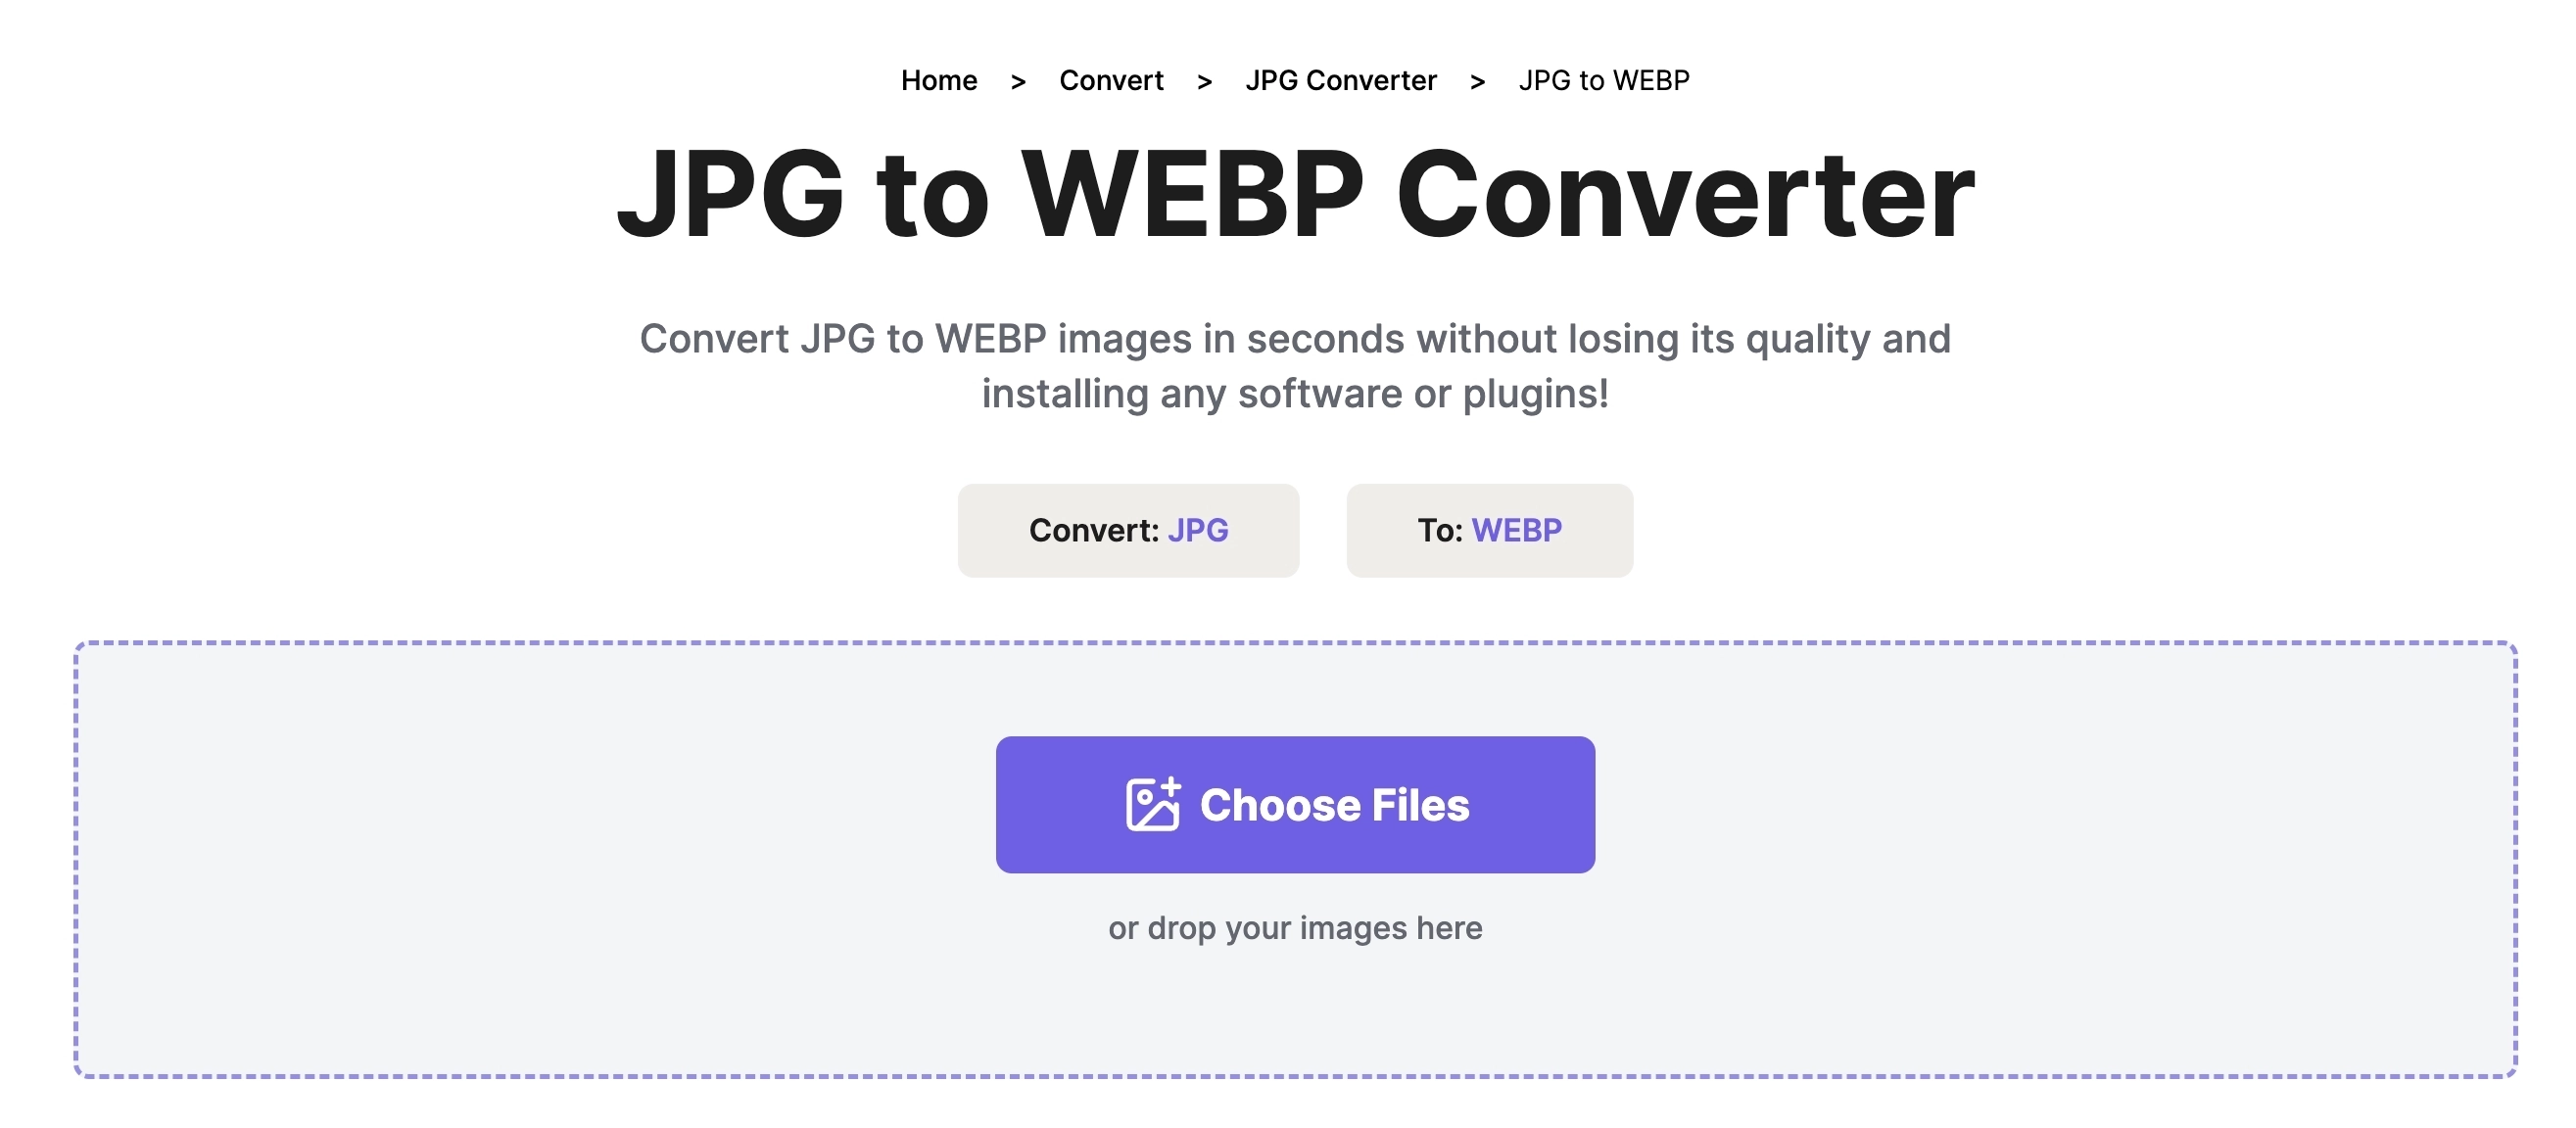 Home > Convert > JPG Converter > JPG to WEBP
JPG to WEBP Converter
Convert JPG to WEBP images in seconds without losing its quality and
installing any software or plugins!
Convert: JPG To: WEBP
Choose Files
or drop your images here